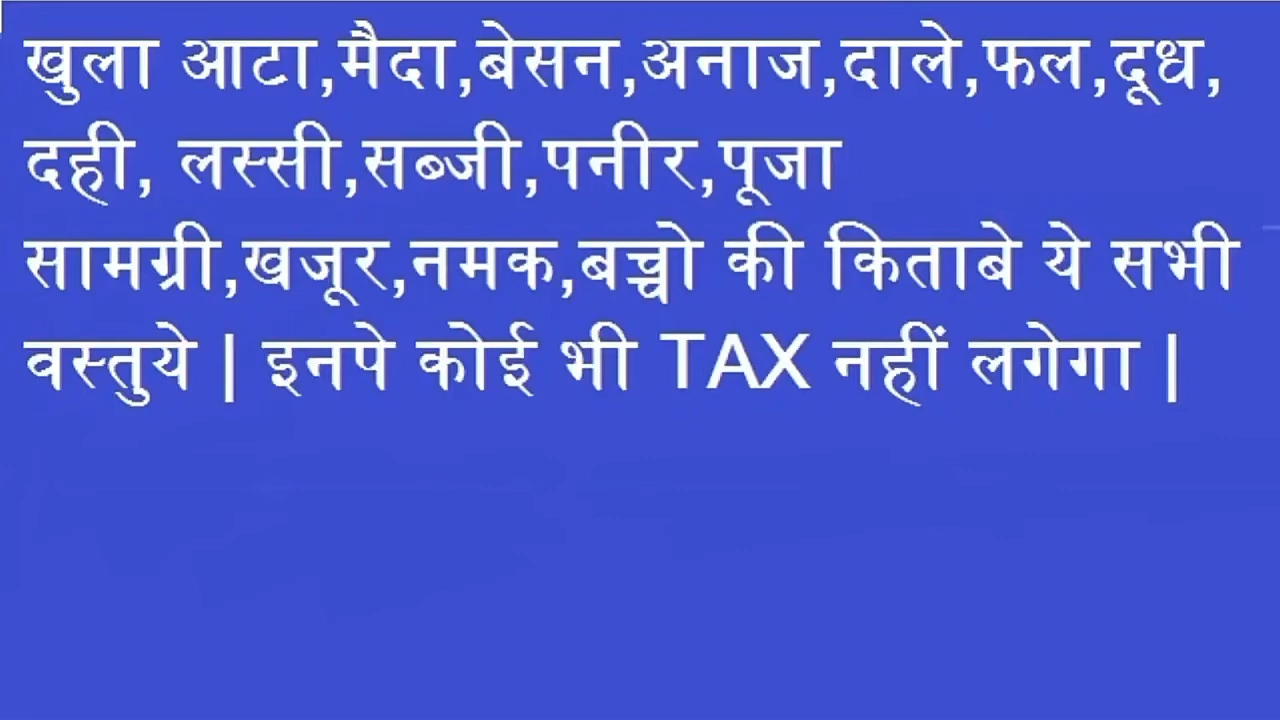 खुला आटा,मैदा,बेसन,अनाज,दाले,फल,दूध,
दही, लस्सी,सब्जी,पनीर,पूजा
सामग्री,खजूर,नमक,बच्चो की किताबे ये सभी
वस्तुये | इनपे कोई भी TAX नहीं लगेगा |